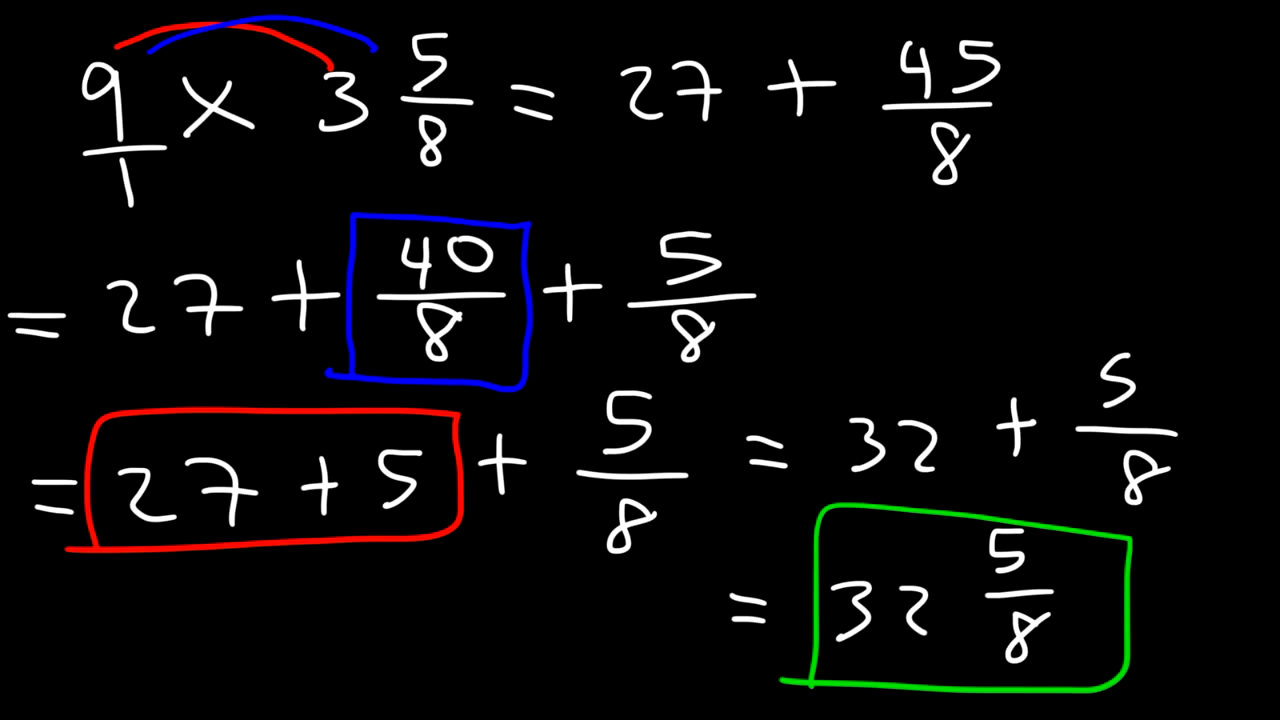 9/1 × 3 5/8 = 27 + 45/8
= 27 + 40/8 + 5/8
= 27 + 5 + 5/8 = 32 + 5/8
= 32 5/8